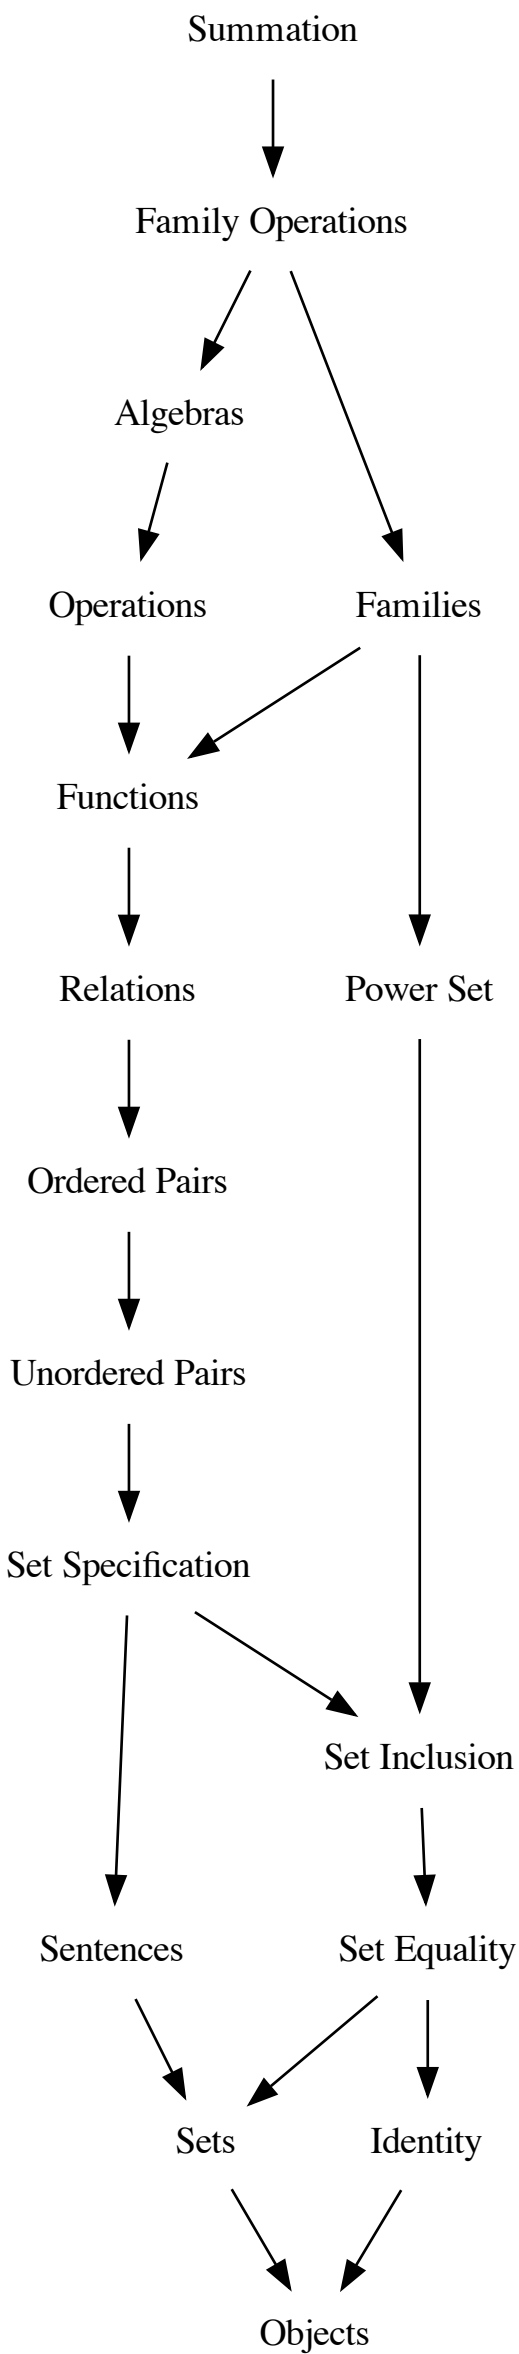 Summation
Family Operations
Algebras
Operations
Families
Functions
Relations
Power Set
Ordered Pairs
Unordered Pairs
Set Specification
Set Inclusion
Sentences
Set Equality
Sets
Identity
Objects